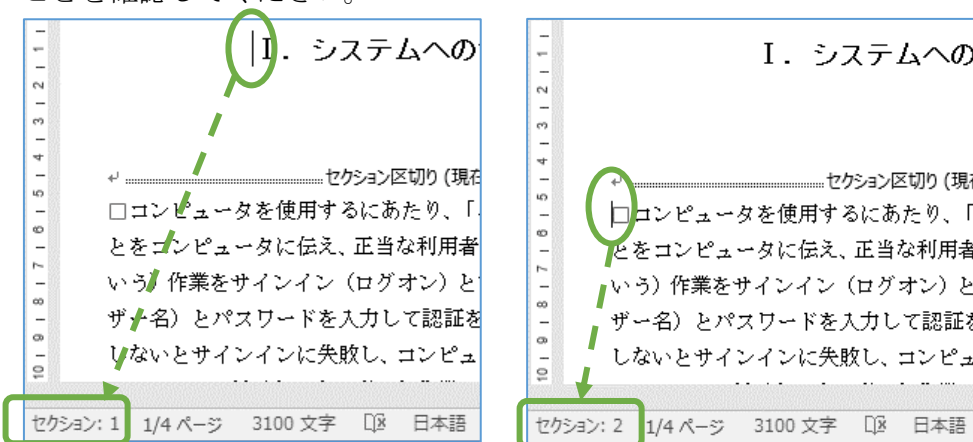 ことを確認してください。
Ⅰ. システムへの
セクション区切り (現在
□コンピュータを使用するにあたり、「
とをコンピュータに伝え、正当な利用者
いう）作業をサインイン（ログオン）と
ザー名）とパスワードを入力して認証を
しないとサインインに失敗し、コンピュ
セクション: 1 1/4 ページ 3100 文字 日本語
Ⅰ. システムへの
セクション区切り (現在
□コンピュータを使用するにあたり、「
とをコンピュータに伝え、正当な利用者
いう）作業をサインイン（ログオン）と
ザー名）とパスワードを入力して認証を
しないとサインインに失敗し、コンピュ
セクション: 2 1/4 ページ 3100 文字 日本語